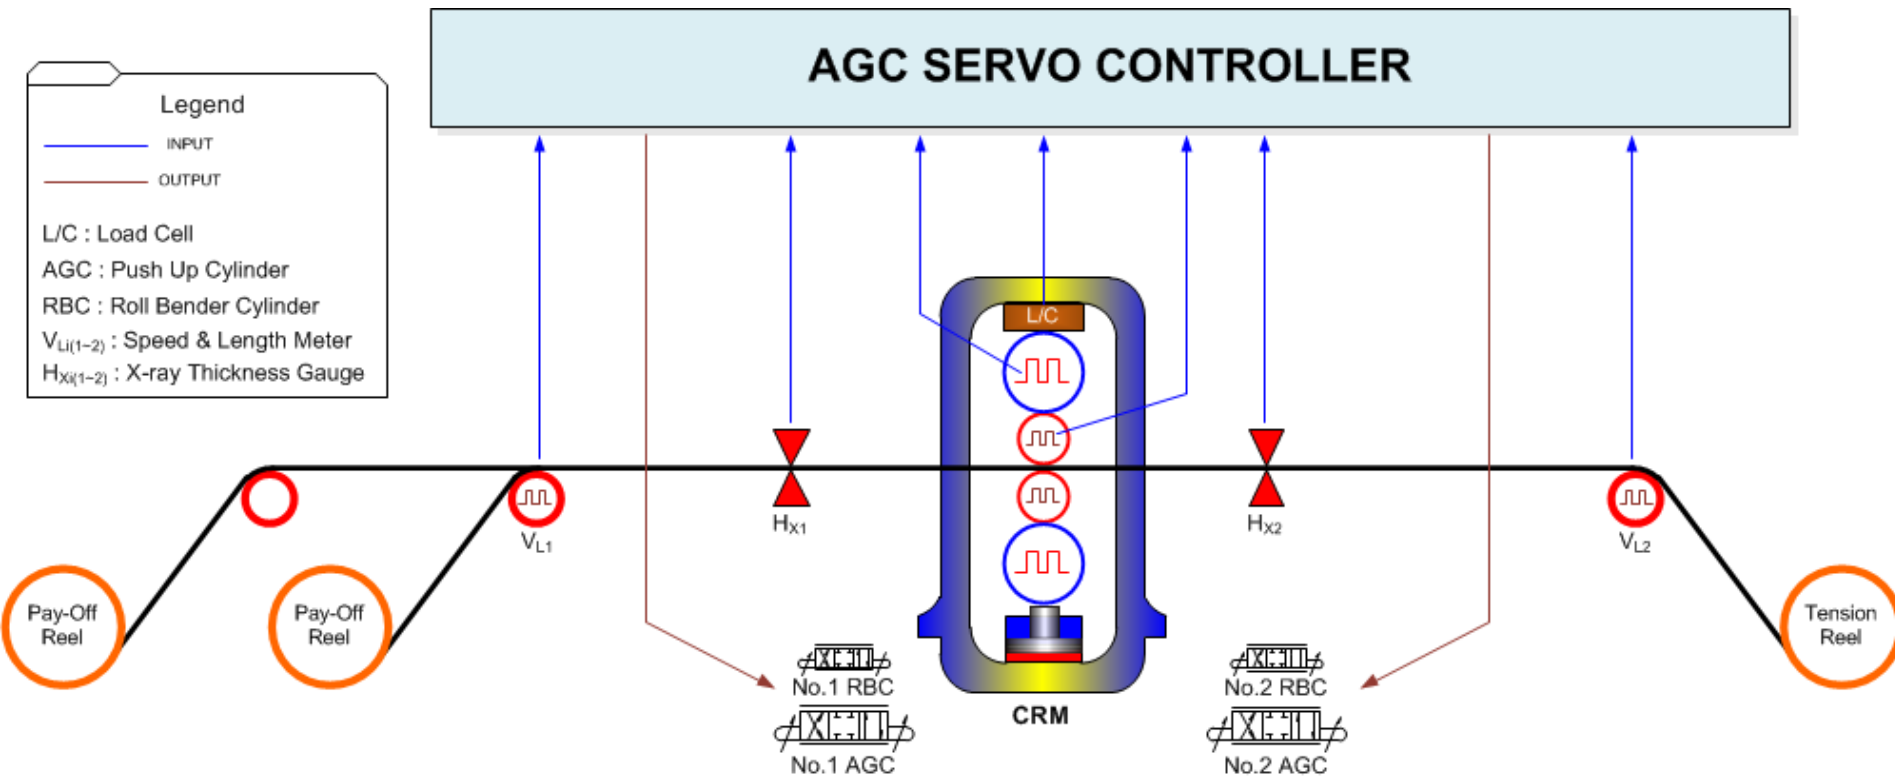 AGC SERVO CONTROLLER
Legend
INPUT
OUTPUT
L/C : Load Cell
AGC : Push Up Cylinder
RBC : Roll Bender Cylinder
VLi(1~2) : Speed & Length Meter
HXi(1~2) : X-ray Thickness Gauge
L/C
HX1
HX2
VL1
VL2
Pay-Off
Reel
Pay-Off
Reel
Tension
Reel
No.1 RBC
No.2 RBC
CRM
No.1 AGC
No.2 AGC